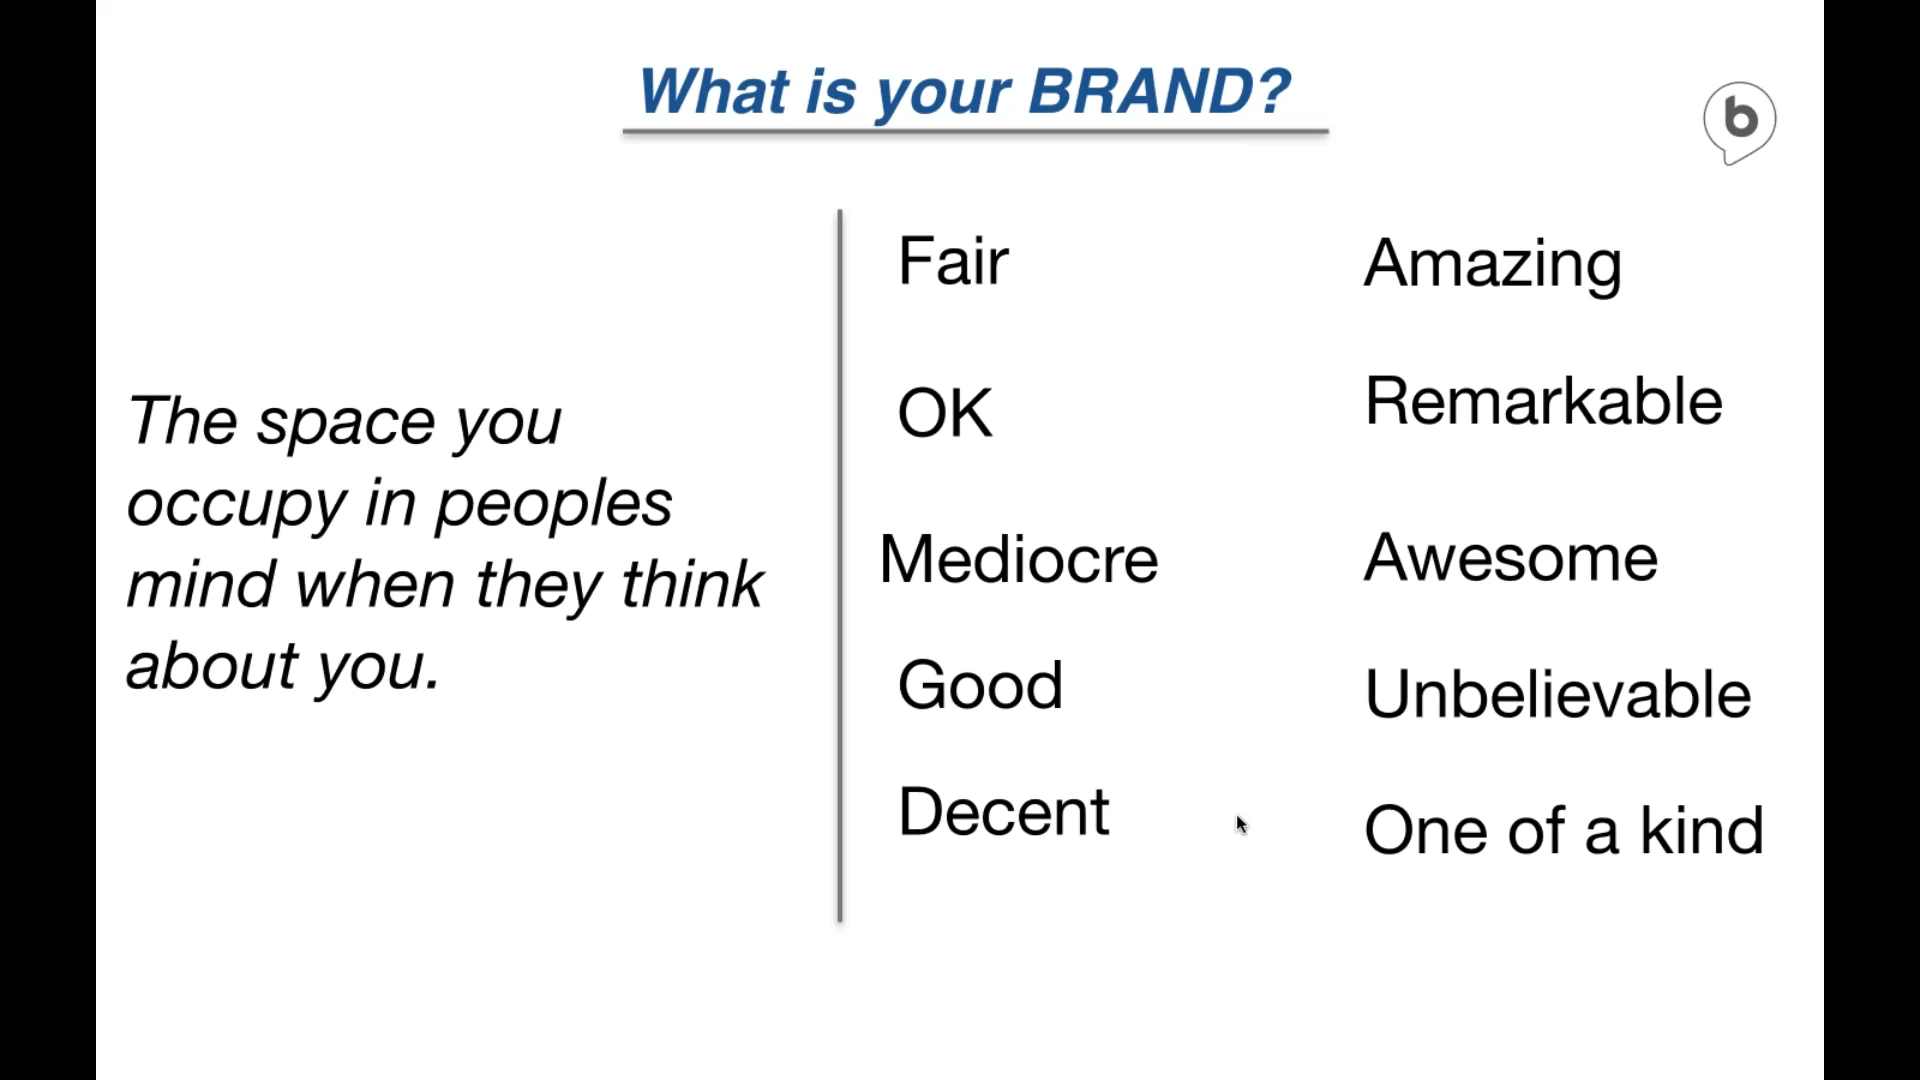 What is your BRAND?
b
The space you
occupy in peoples
mind when they think
about you.
Fair
OK
Mediocre
Good
Decent
Amazing
Remarkable
Awesome
Unbelievable
One of a kind